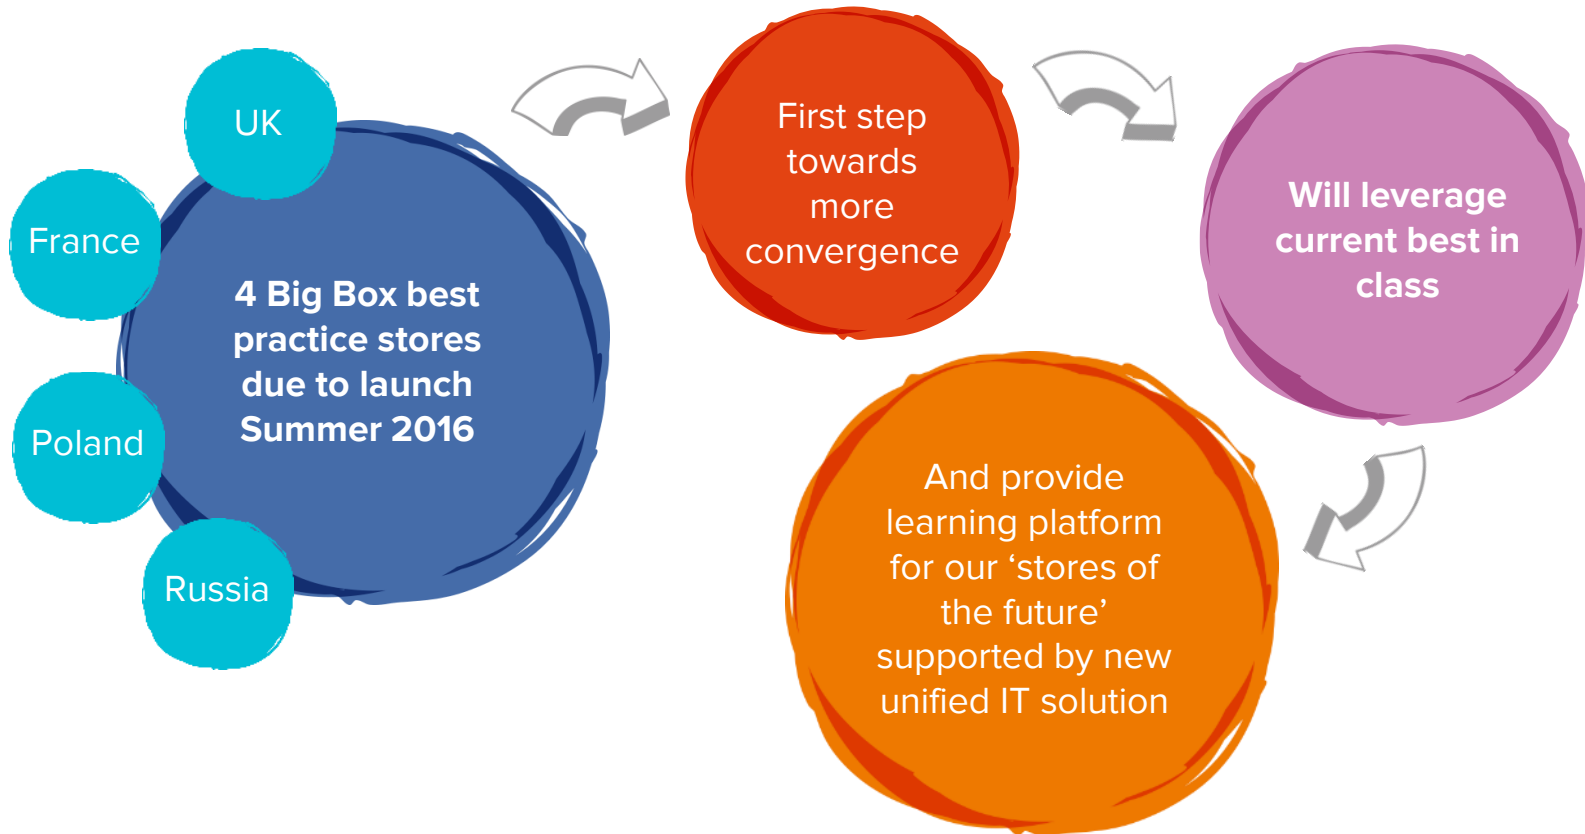 UK
France
Poland
Russia
4 Big Box best
practice stores
due to launch
Summer 2016
First step
towards
more
convergence
Will leverage
current best in
class
And provide
learning platform
for our ‘stores of
the future’
supported by new
unified IT solution